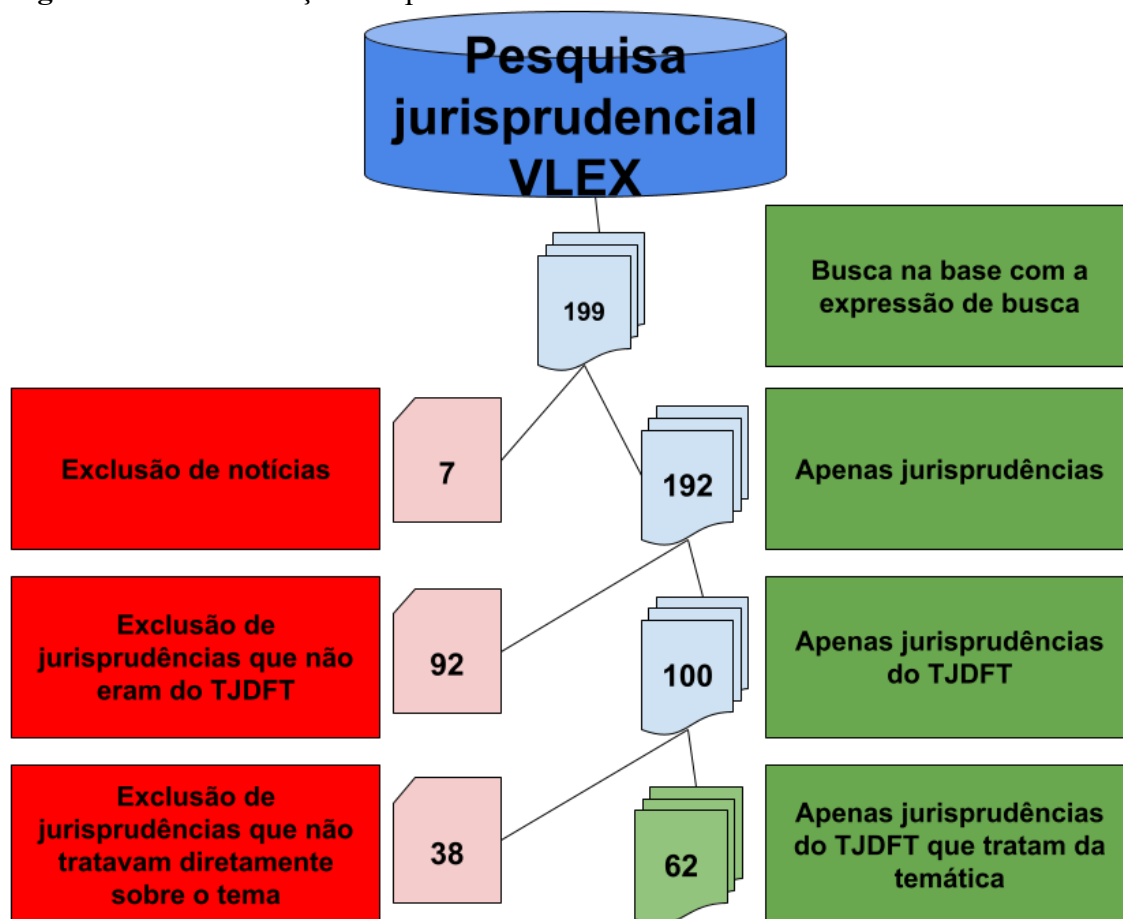 Pesquisa
jurisprudencial
VLEX
199
Busca na base com a
expressão de busca
Exclusão de notícias
7
192
Apenas jurisprudências
Exclusão de
jurisprudências que não
eram do TJDFT
92
100
Apenas jurisprudências
do TJDFT
Exclusão de
jurisprudências que não
tratavam diretamente
sobre o tema
38
62
Apenas jurisprudências
do TJDFT que tratam da
temática